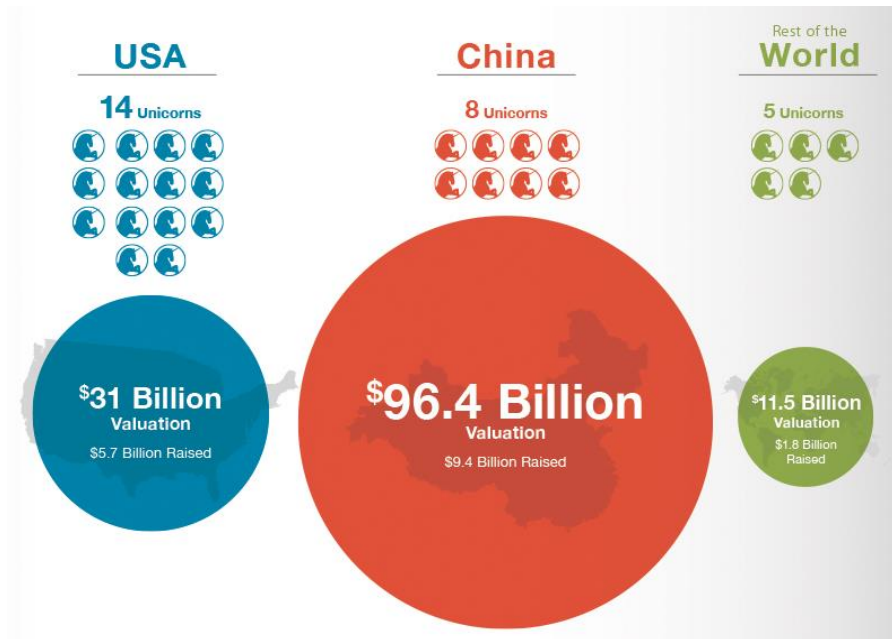 USA
14 Unicorns
$31 Billion
Valuation
$5.7 Billion Raised
China
8 Unicorns
$96.4 Billion
Valuation
$9.4 Billion Raised
Rest of the
World
5 Unicorns
$11.5 Billion
Valuation
$1.8 Billion
Raised